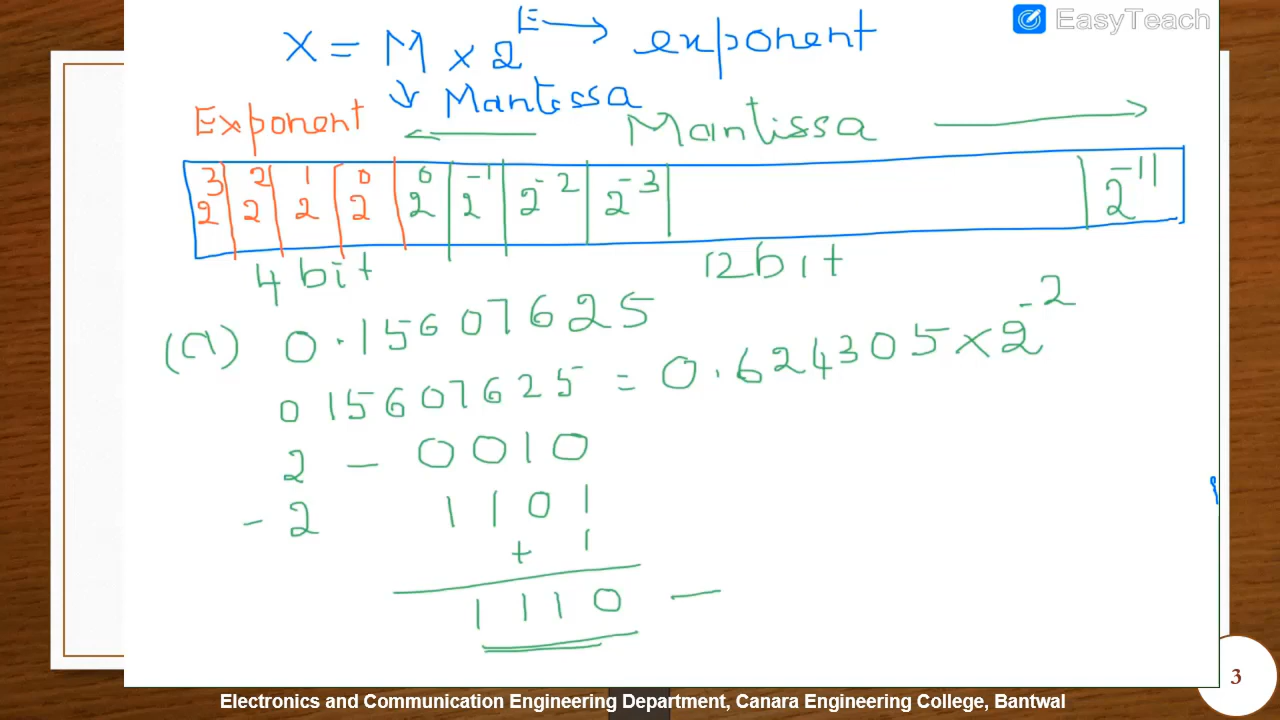 EasyTeach
X = M × 2^E → exponent
↓ Mantissa
Exponent ← Mantissa →
2^3 2^2 2^1 2^0 2^0 2^-1 2^-2 2^-3 2^-11
4 bit 12 bit
(a) 0.15607625
0 15607625 = 0.624305 × 2^-2
2 – 0010
-2 1101
+ 1
1110 —
3
Electronics and Communication Engineering Department, Canara Engineering College, Bantwal